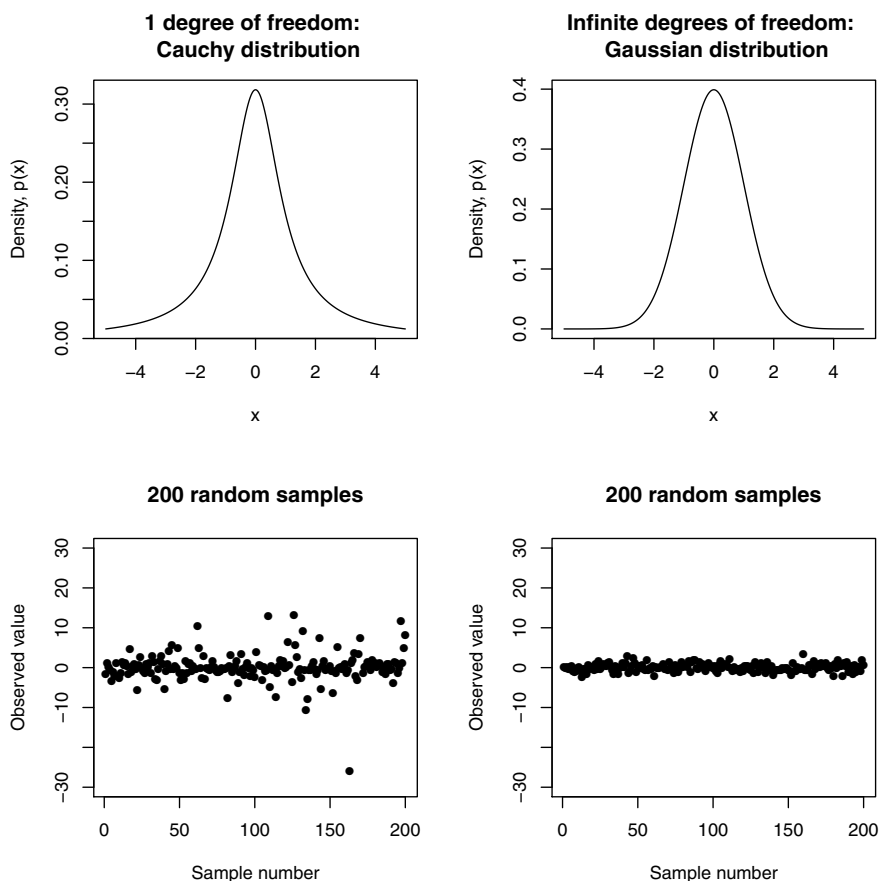 1 degree of freedom:
Cauchy distribution
Density, p(x)
0.00 0.10 0.20 0.30
−4 −2 0 2 4
x
Infinite degrees of freedom:
Gaussian distribution
Density, p(x)
0.0 0.1 0.2 0.3 0.4
−4 −2 0 2 4
x
200 random samples
Observed value
−30 −10 0 10 20 30
0 50 100 150 200
Sample number
200 random samples
Observed value
−30 −10 0 10 20 30
0 50 100 150 200
Sample number